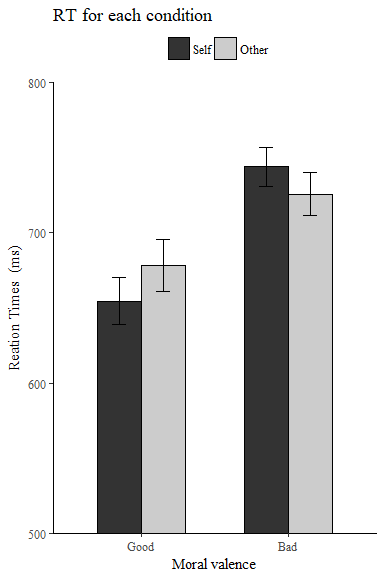 RT for each condition
Self Other
800
700
600
500
Reation Times (ms)
Good Bad
Moral valence